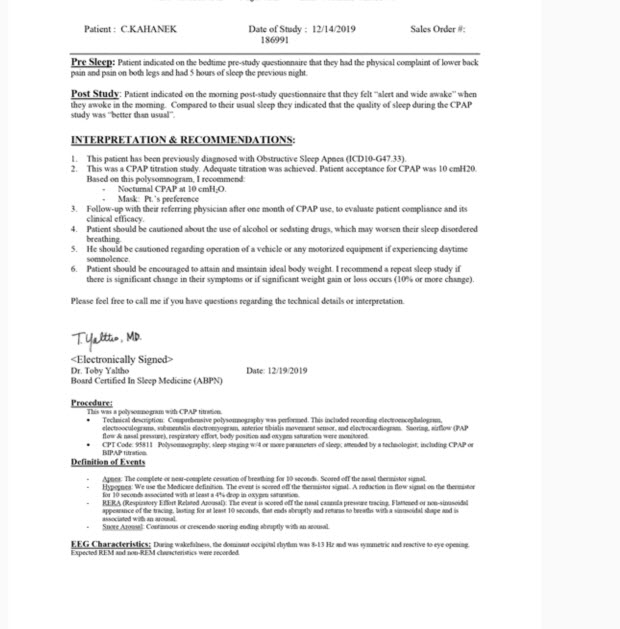 Patient : C.KAHANEK Date of Study : 12/14/2019 Sales Order #:
186991
Pre Sleep: Patient indicated on the bedtime pre-study questionnaire that they had the physical complaint of lower back
pain and pain on both legs and had 5 hours of sleep the previous night.
Post Study: Patient indicated on the morning post-study questionnaire that they felt "alert and wide awake" when
they awoke in the morning. Compared to their usual sleep they indicated that the quality of sleep during the CPAP
study was "better than usual".
INTERPRETATION & RECOMMENDATIONS:
1. This patient has been previously diagnosed with Obstructive Sleep Apnea (ICD10-G47.33).
2. This was a CPAP titration study. Adequate titration was achieved. Patient acceptance for CPAP was 10 cmH20.
Based on this polysomnogram, I recommend:
- Nocturnal CPAP at 10 cmH2O.
- Mask: Pt.'s preference
3. Follow-up with their referring physician after one month of CPAP use, to evaluate patient compliance and its
clinical efficacy.
4. Patient should be cautioned about the use of alcohol or sedating drugs, which may worsen their sleep disordered
breathing.
5. He should be cautioned regarding operation of a vehicle or any motorized equipment if experiencing daytime
somnolence.
6. Patient should be encouraged to attain and maintain ideal body weight. I recommend a repeat sleep study if
there is significant change in their symptoms or if significant weight gain or loss occurs (10% or more change).
Please feel free to call me if you have questions regarding the technical details or interpretation.
T. Yaltho, MD.
<Electronically Signed>
Dr. Toby Yaltho Date: 12/19/2019
Board Certified In Sleep Medicine (ABPN)
Procedure:
This was a polysomnogram with CPAP titration.
• Technical description: Comprehensive polysomnography was performed. This included recording electroencephalogram,
electrooculograms, submentalis electromyogram, anterior tibialis movement sensor, and electrocardiogram. Snoring, airflow (PAP
flow & nasal pressure), respiratory effort, body position and oxygen saturation were monitored.
• CPT Code: 95811 Polysomnography, sleep staging w/4 or more parameters of sleep, attended by a technologist, including CPAP or
BIPAP titration.
Definition of Events
- Apnea: The complete or near-complete cessation of breathing for 10 seconds. Scored off the nasal thermistor signal.
- Hypopnea: We use the Medicare definition. The event is scored off the thermistor signal. A reduction in flow signal on the thermistor
for 10 seconds associated with at least a 4% drop in oxygen saturation.
- RERA (Respiratory Effort Related Arousal): The event is scored off the nasal cannula pressure tracing. Flattened or non-sinusoidal
appearance of the tracing, lasting for at least 10 seconds, that ends abruptly and returns to breaths with a sinusoidal shape and is
associated with an arousal.
- Snore Arousal: Continuous or crescendo snoring ending abruptly with an arousal.
EEG Characteristics: During wakefulness, the dominant occipital rhythm was 8-13 Hz and was symmetric and reactive to eye opening.
Expected REM and non-REM characteristics were recorded.